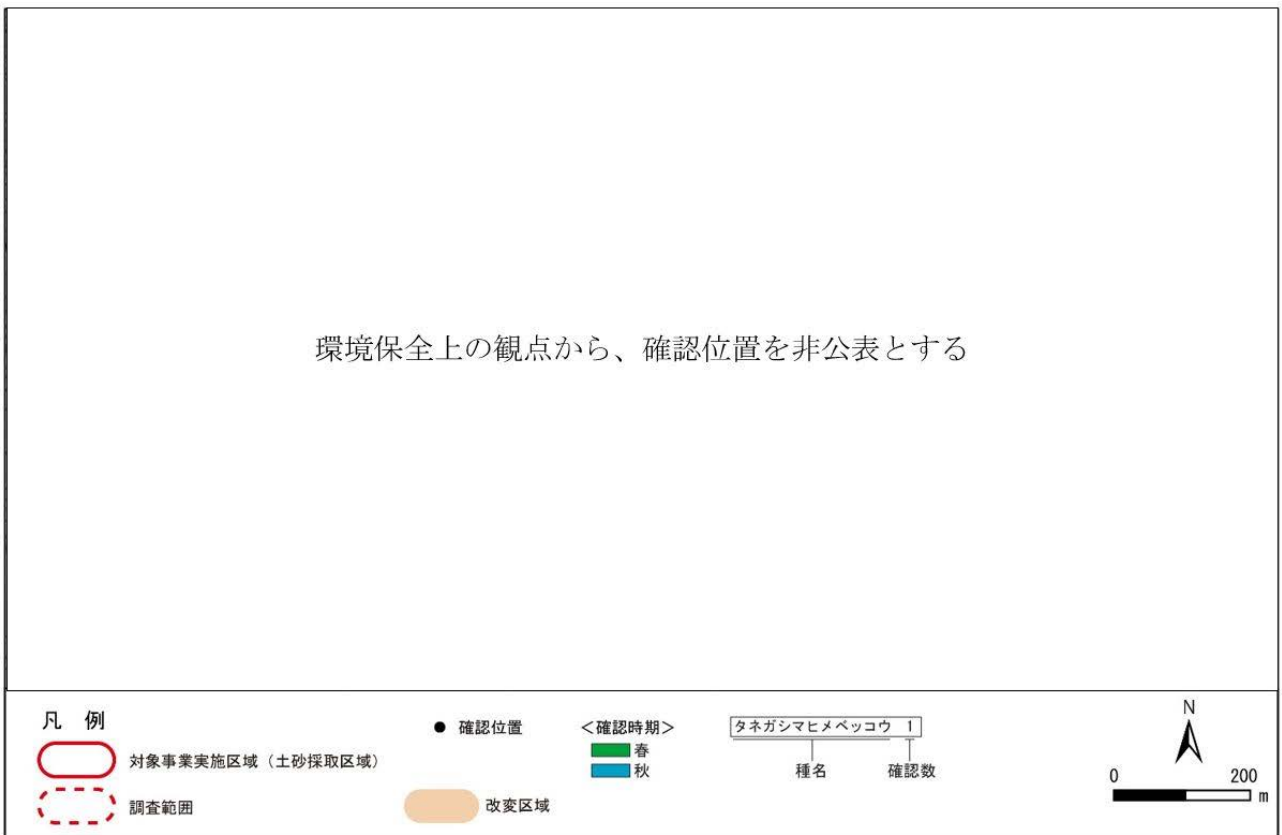 環境保全上の観点から、確認位置を非公表とする
凡 例
対象事業実施区域（土砂採取区域）
調査範囲
● 確認位置
改変区域
＜確認時期＞
春
秋
タネガシマヒメベッコウ 1
種名 確認数
N
0 200
m